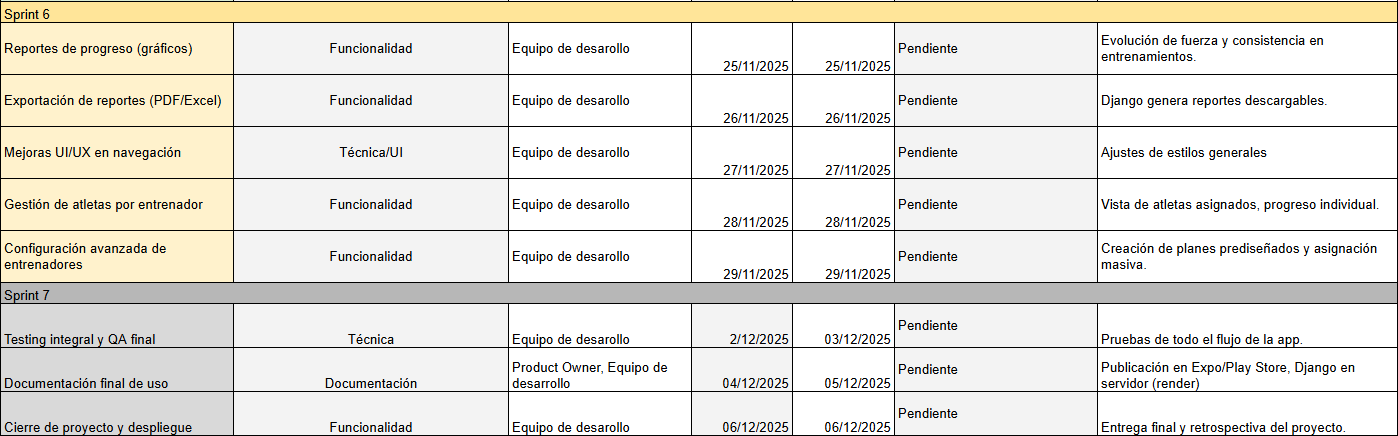 Sprint 6
Reportes de progreso (gráficos) Funcionalidad Equipo de desarollo 25/11/2025 25/11/2025 Pendiente Evolución de fuerza y consistencia en
entrenamientos.
Exportación de reportes (PDF/Excel) Funcionalidad Equipo de desarollo 26/11/2025 26/11/2025 Pendiente Django genera reportes descargables.
Mejoras UI/UX en navegación Técnica/UI Equipo de desarollo 27/11/2025 27/11/2025 Pendiente Ajustes de estilos generales
Gestión de atletas por entrenador Funcionalidad Equipo de desarollo 28/11/2025 28/11/2025 Pendiente Vista de atletas asignados, progreso individual.
Configuración avanzada de
entrenadores Funcionalidad Equipo de desarollo 29/11/2025 29/11/2025 Pendiente Creación de planes prediseñados y asignación
masiva.
Sprint 7
Testing integral y QA final Técnica Equipo de desarollo 2/12/2025 03/12/2025 Pendiente Pruebas de todo el flujo de la app.
Documentación final de uso Documentación Product Owner, Equipo de
desarrollo 04/12/2025 05/12/2025 Pendiente Publicación en Expo/Play Store, Django en
servidor (render)
Cierre de proyecto y despliegue Funcionalidad Equipo de desarollo 06/12/2025 06/12/2025 Pendiente Entrega final y retrospectiva del proyecto.